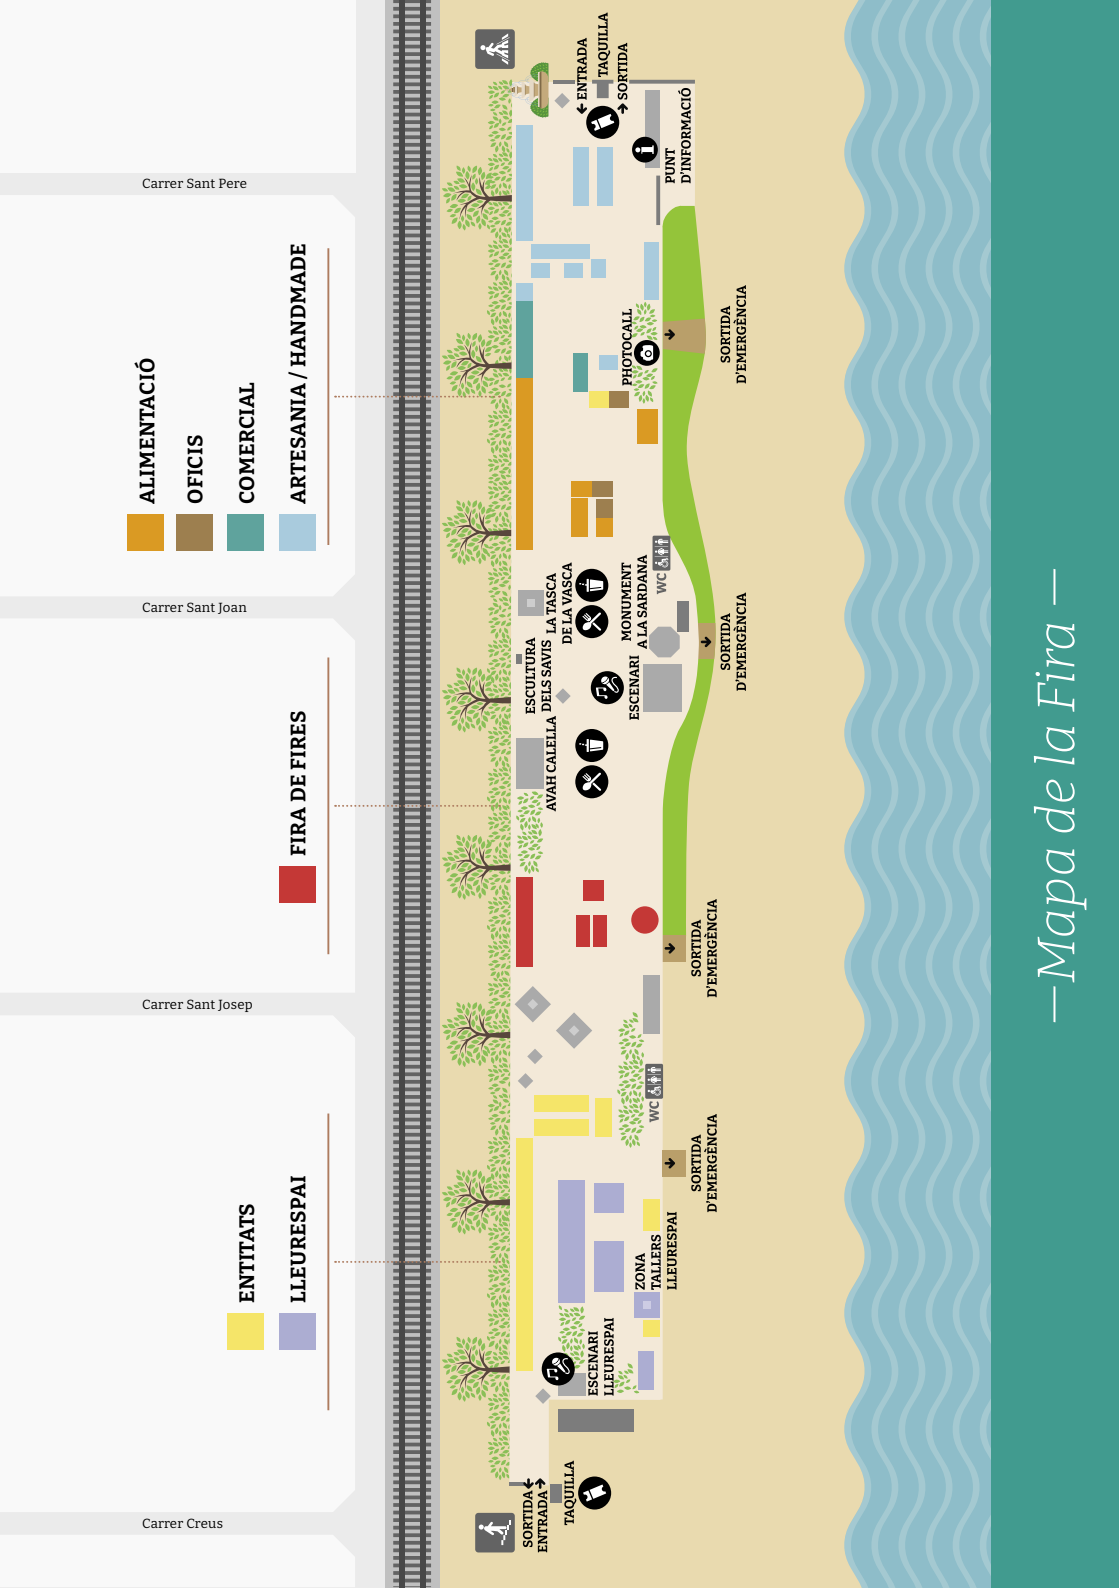 —Mapa de la Fira —
Carrer Creus
Carrer Sant Josep
Carrer Sant Joan
Carrer Sant Pere
ENTITATS
LLEURESPAI
FIRA DE FIRES
ALIMENTACIÓ
OFICIS
COMERCIAL
ARTESANIA / HANDMADE
SORTIDA
ENTRADA
TAQUILLA
ESCENARI
LLEURESPAI
ZONA
TALLERS
LLEURESPAI
SORTIDA
D'EMERGÈNCIA
WC
SORTIDA
D'EMERGÈNCIA
AVAH CALELLA
ESCULTURA
DELS SAVIS
LA TASCA
DE LA VASCA
ESCENARI
MONUMENT
A LA SARDANA
WC
SORTIDA
D'EMERGÈNCIA
PHOTOCALL
SORTIDA
D'EMERGÈNCIA
PUNT
D'INFORMACIÓ
ENTRADA
TAQUILLA
SORTIDA